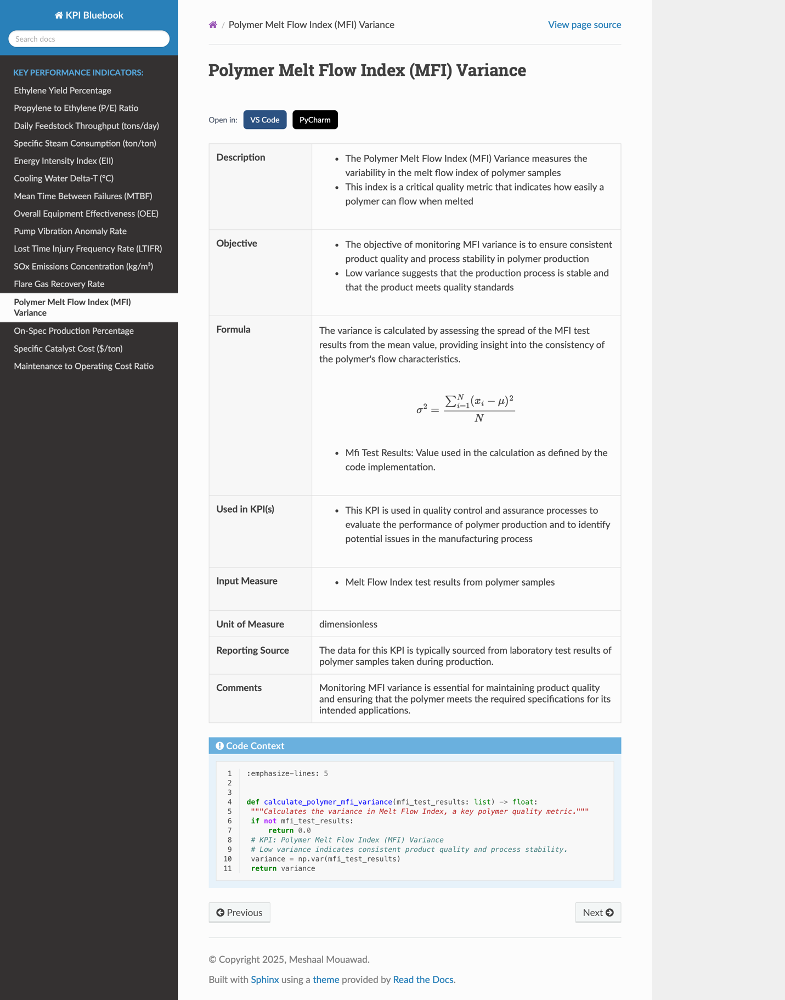 KPI Bluebook
Search docs
KEY PERFORMANCE INDICATORS:
Ethylene Yield Percentage
Propylene to Ethylene (P/E) Ratio
Daily Feedstock Throughput (tons/day)
Specific Steam Consumption (ton/ton)
Energy Intensity Index (EII)
Cooling Water Delta-T (°C)
Mean Time Between Failures (MTBF)
Overall Equipment Effectiveness (OEE)
Pump Vibration Anomaly Rate
Lost Time Injury Frequency Rate (LTIFR)
SOx Emissions Concentration (kg/m³)
Flare Gas Recovery Rate
Polymer Melt Flow Index (MFI)
Variance
On-Spec Production Percentage
Specific Catalyst Cost ($/ton)
Maintenance to Operating Cost Ratio
/ Polymer Melt Flow Index (MFI) Variance
View page source
Polymer Melt Flow Index (MFI) Variance
Open in: VS Code PyCharm
Description
• The Polymer Melt Flow Index (MFI) Variance measures the
variability in the melt flow index of polymer samples
• This index is a critical quality metric that indicates how easily a
polymer can flow when melted
Objective
• The objective of monitoring MFI variance is to ensure consistent
product quality and process stability in polymer production
• Low variance suggests that the production process is stable and
that the product meets quality standards
Formula
The variance is calculated by assessing the spread of the MFI test
results from the mean value, providing insight into the consistency of
the polymer's flow characteristics.
σ² = ∑ᵢ₌₁ᴺ(xᵢ − μ)² / N
• Mfi Test Results: Value used in the calculation as defined by the
code implementation.
Used in KPI(s)
• This KPI is used in quality control and assurance processes to
evaluate the performance of polymer production and to identify
potential issues in the manufacturing process
Input Measure
• Melt Flow Index test results from polymer samples
Unit of Measure
dimensionless
Reporting Source
The data for this KPI is typically sourced from laboratory test results of
polymer samples taken during production.
Comments
Monitoring MFI variance is essential for maintaining product quality
and ensuring that the polymer meets the required specifications for its
intended applications.
Code Context
1 :emphasize-lines: 5
2
3
4 def calculate_polymer_mfi_variance(mfi_test_results: list) -> float:
5 """Calculates the variance in Melt Flow Index, a key polymer quality metric."""
6 if not mfi_test_results:
7 return 0.0
8 # KPI: Polymer Melt Flow Index (MFI) Variance
9 # Low variance indicates consistent product quality and process stability.
10 variance = np.var(mfi_test_results)
11 return variance
Previous
Next
© Copyright 2025, Meshaal Mouawad.
Built with Sphinx using a theme provided by Read the Docs.